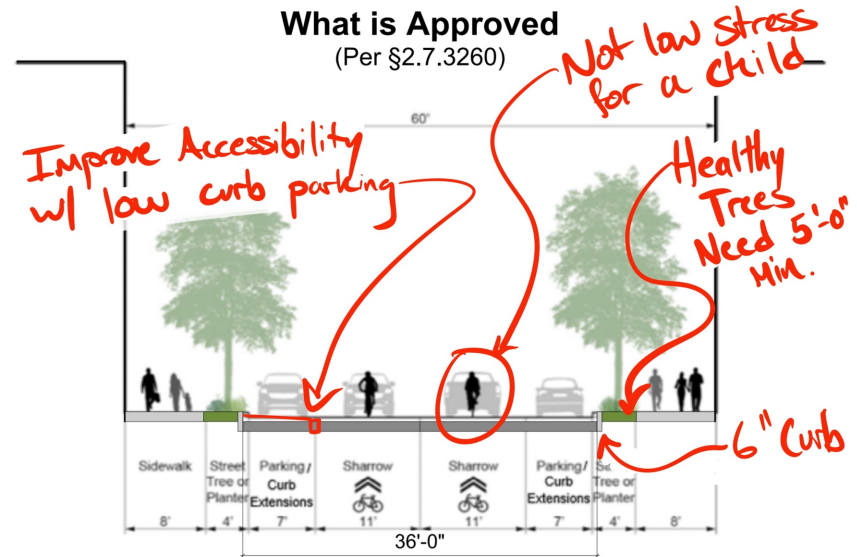 What is Approved
(Per §2.7.3260)
Not low stress
for a child
60'
Improve Accessibility
w/ low curb parking
Healthy
Trees
Need 5'-0"
Min.
6" Curb
Sidewalk
Street
Tree or
Planter
Parking/
Curb
Extensions
Sharrow
Sharrow
Parking/
Curb
Extensions
Tree or
Planter
8'
4'
7'
11'
11'
7'
4'
8'
36'-0"